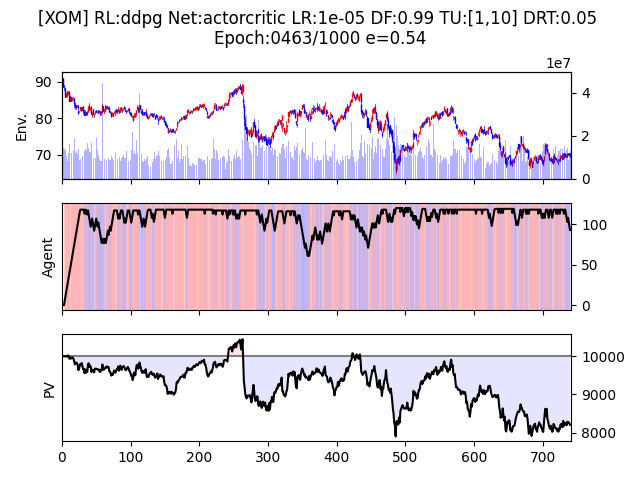 [XOM] RL:ddpg Net:actorcritic LR:1e-05 DF:0.99 TU:[1,10] DRT:0.05
Epoch:0463/1000 e=0.54
1e7
90
80
70
Env.
4
2
0
Agent
100
50
0
PV
10000
9000
8000
0 100 200 300 400 500 600 700